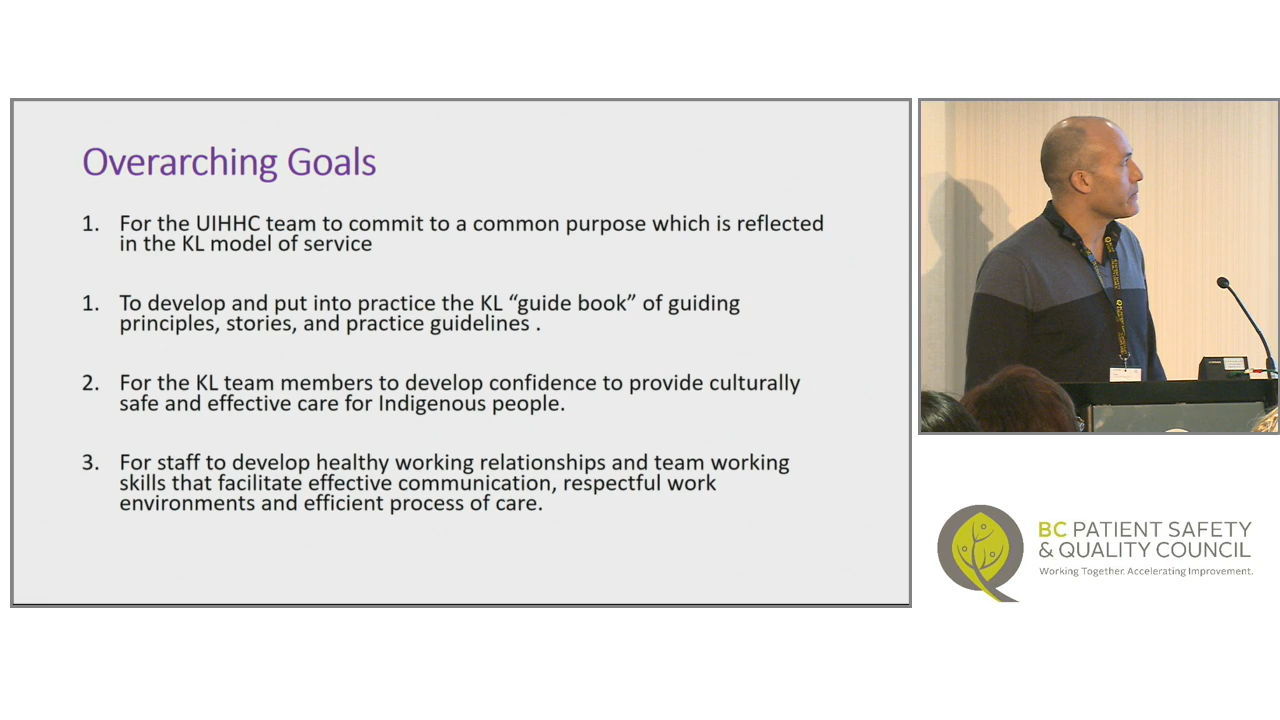 Overarching Goals
1. For the UIHHC team to commit to a common purpose which is reflected
in the KL model of service
1. To develop and put into practice the KL “guide book” of guiding
principles, stories, and practice guidelines .
2. For the KL team members to develop confidence to provide culturally
safe and effective care for Indigenous people.
3. For staff to develop healthy working relationships and team working
skills that facilitate effective communication, respectful work
environments and efficient process of care.
BC PATIENT SAFETY
& QUALITY COUNCIL
Working Together. Accelerating Improvement.